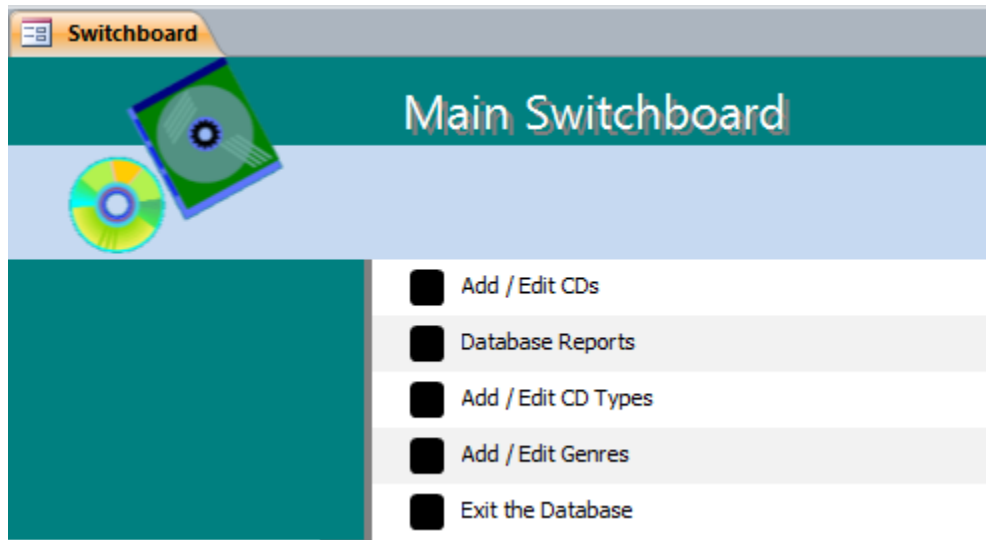 Switchboard
Main Switchboard
Add / Edit CDs
Database Reports
Add / Edit CD Types
Add / Edit Genres
Exit the Database